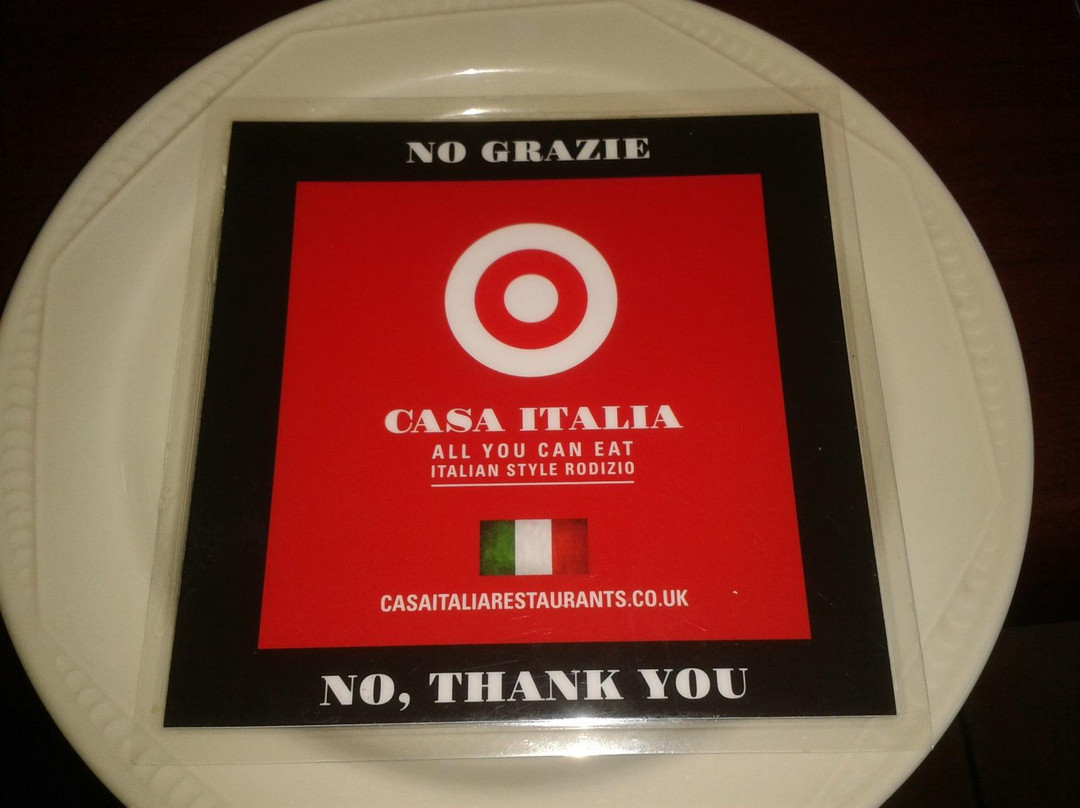 NO GRAZIE
CASA ITALIA
ALL YOU CAN EAT
ITALIAN STYLE RODIZIO
CASAITALIARESTAURANTS.CO.UK
NO, THANK YOU